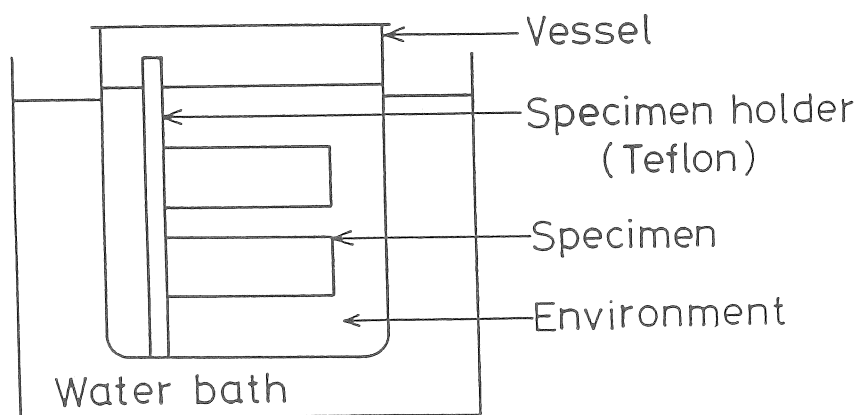 Vessel
Specimen holder
(Teflon)
Specimen
Environment
Water bath